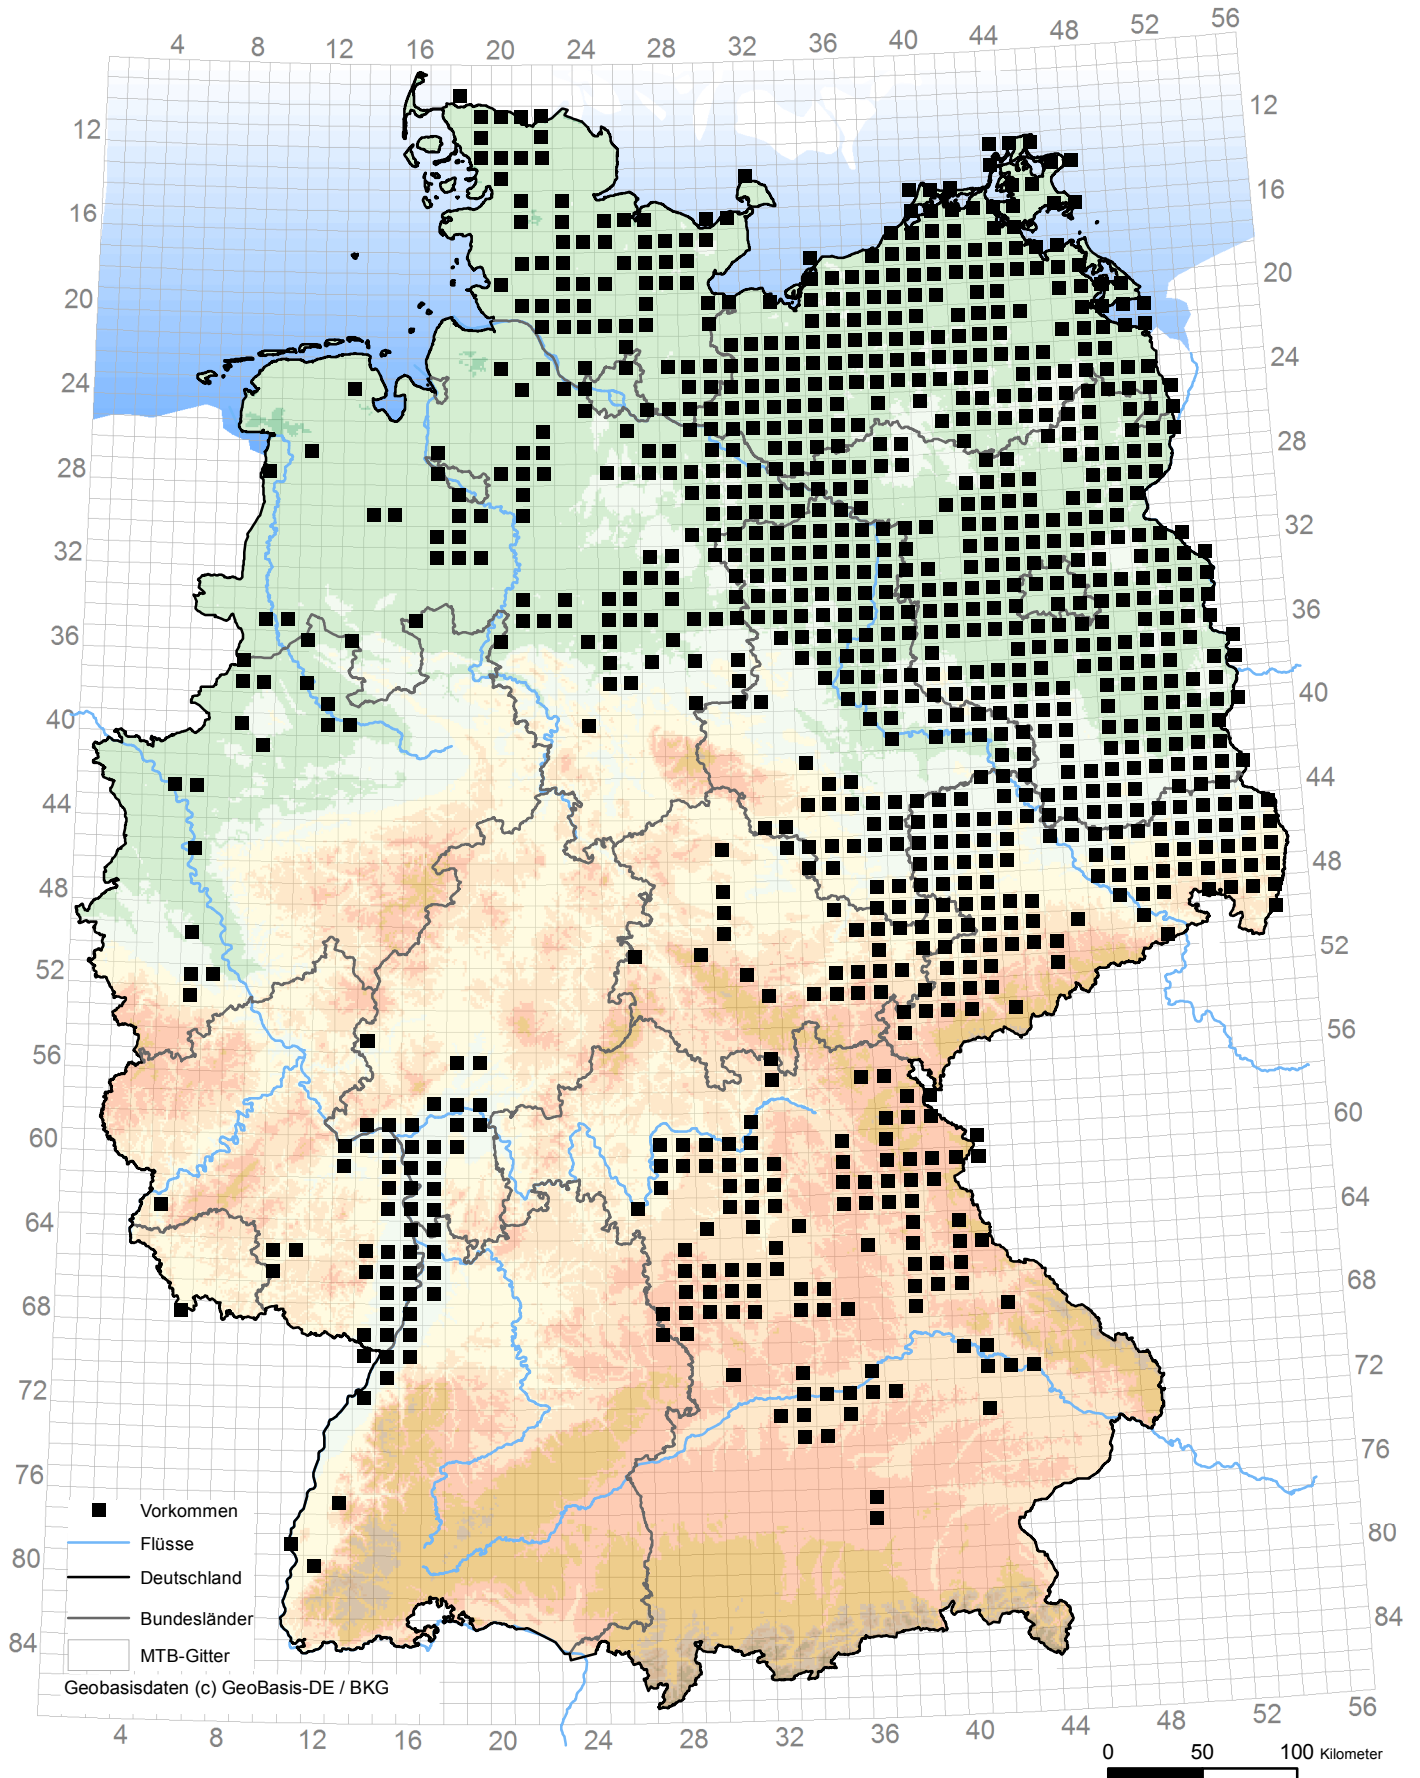 4 8 12 16 20 24 28 32 36 40 44 48 52 56
12 12
16 16
20 20
24 24
28 28
32 32
36 36
40 40
44 44
48 48
52 52
56 56
60 60
64 64
68 68
72 72
76 76
80 80
84 84
Vorkommen
Flüsse
Deutschland
Bundesländer
MTB-Gitter
Geobasisdaten (c) GeoBasis-DE / BKG
4 8 12 16 20 24 28 32 36 40 44 48 52 56
0 50 100 Kilometer